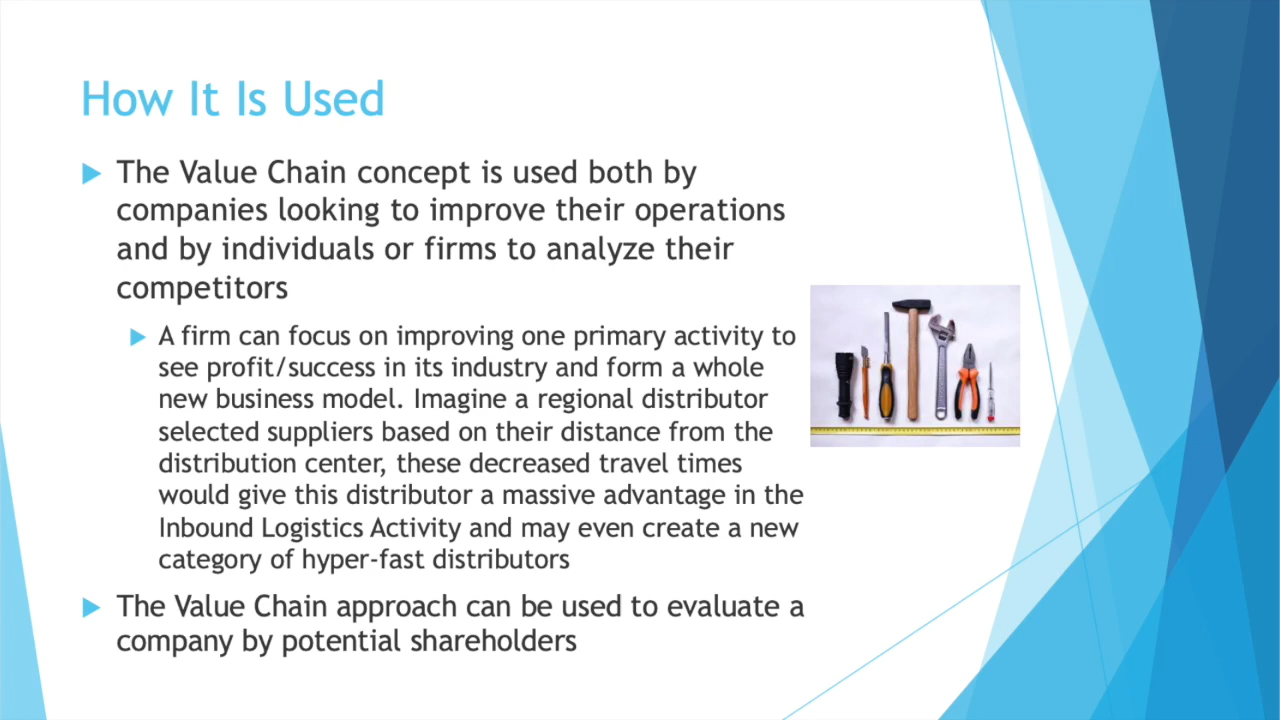 How It Is Used
The Value Chain concept is used both by
companies looking to improve their operations
and by individuals or firms to analyze their
competitors
A firm can focus on improving one primary activity to
see profit/success in its industry and form a whole
new business model. Imagine a regional distributor
selected suppliers based on their distance from the
distribution center, these decreased travel times
would give this distributor a massive advantage in the
Inbound Logistics Activity and may even create a new
category of hyper-fast distributors
The Value Chain approach can be used to evaluate a
company by potential shareholders